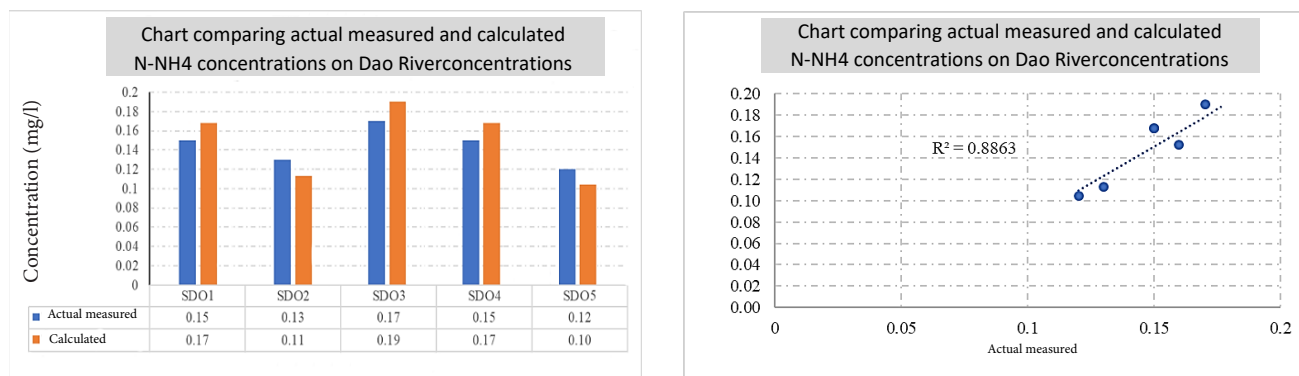 Chart comparing actual measured and calculated
N-NH4 concentrations on Dao Riverconcentrations
Concentration (mg/l)
0.2
0.18
0.16
0.14
0.12
0.1
0.08
0.06
0.04
0.02
0
SDO1 SDO2 SDO3 SDO4 SDO5
Actual measured 0.15 0.13 0.17 0.15 0.12
Calculated 0.17 0.11 0.19 0.17 0.10
Chart comparing actual measured and calculated
N-NH4 concentrations on Dao Riverconcentrations
0.20
0.18
0.16
0.14
0.12
0.10
0.08
0.06
0.04
0.02
0.00
R² = 0.8863
0 0.05 0.1 0.15 0.2
Actual measured